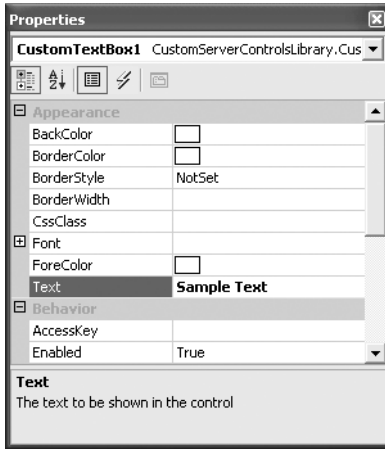 Properties
CustomTextBox1 CustomServerControlsLibrary.Cus
Appearance
BackColor
BorderColor
BorderStyle NotSet
BorderWidth
CssClass
Font
ForeColor
Text Sample Text
Behavior
AccessKey
Enabled True
Text
The text to be shown in the control